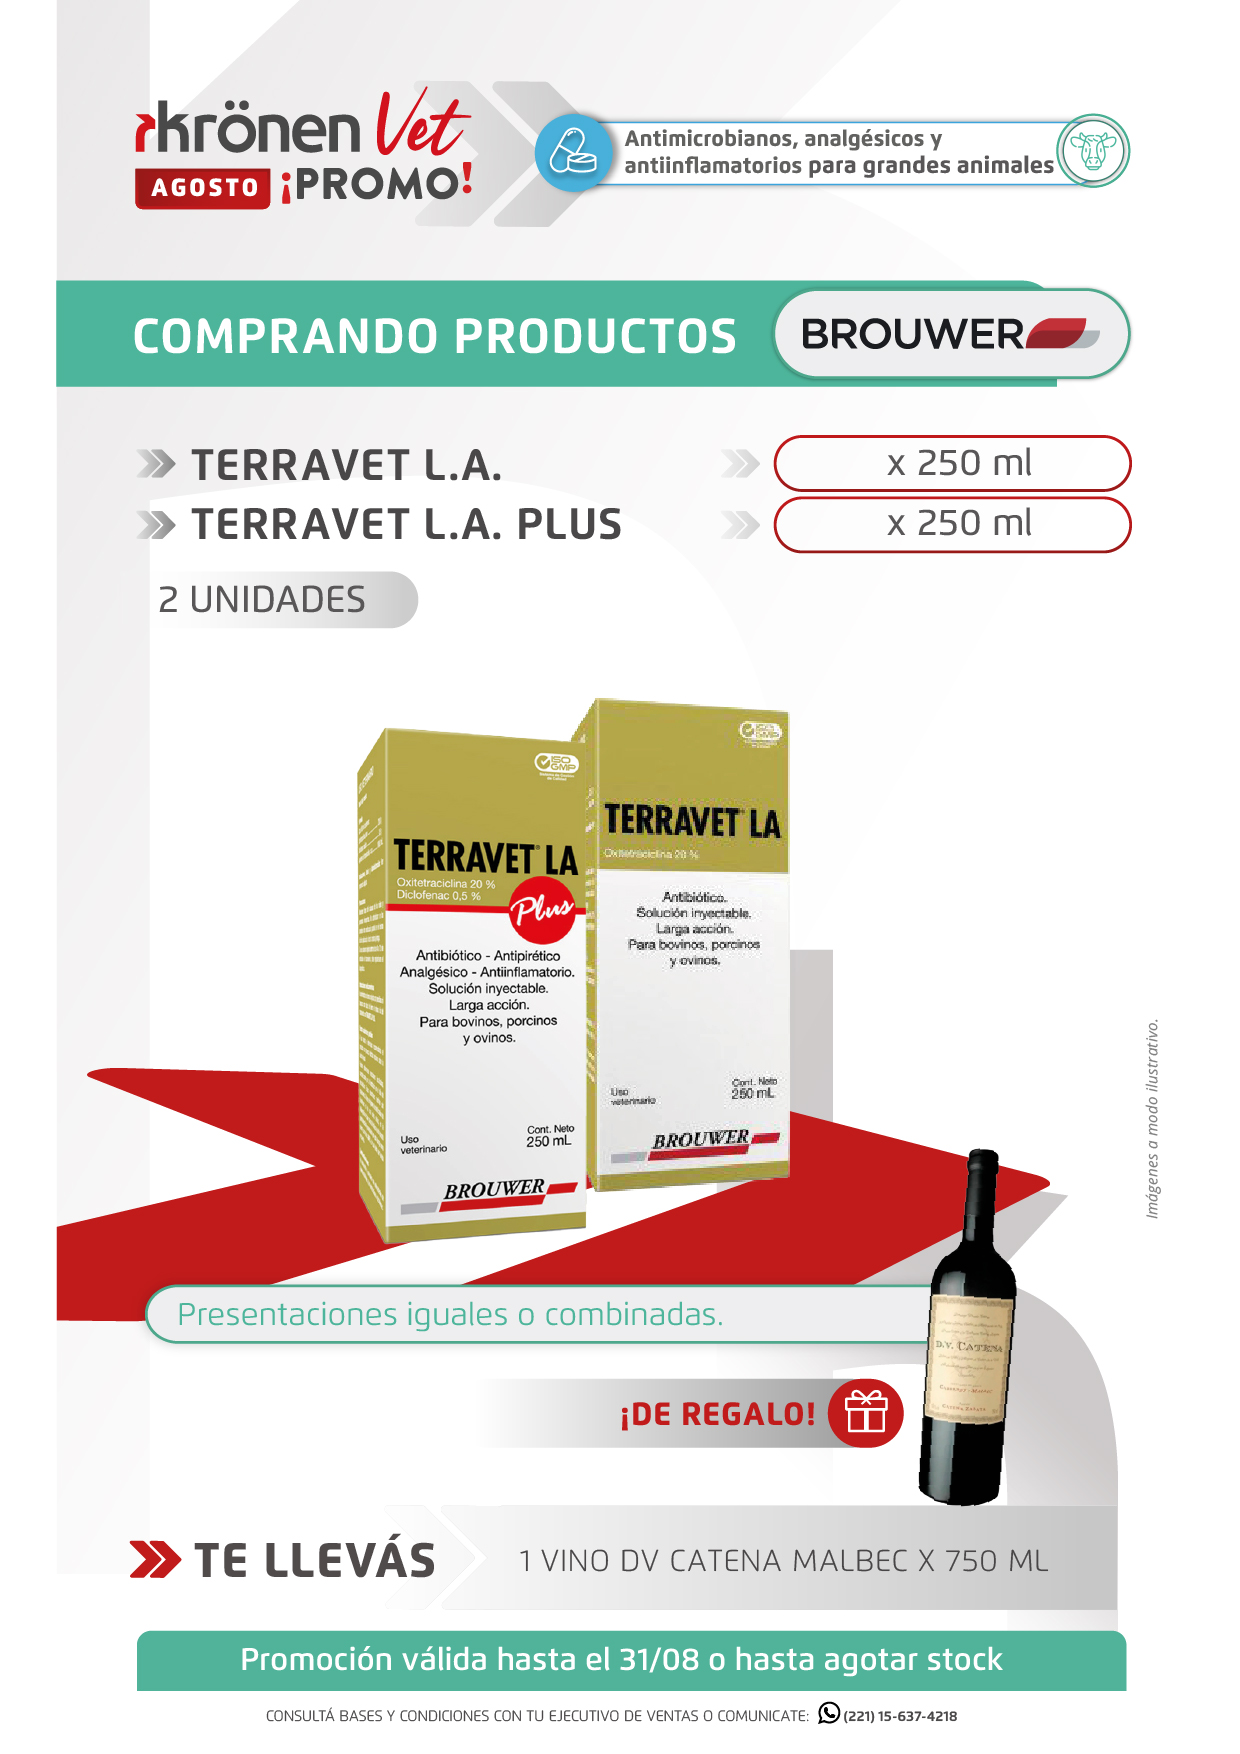 krönen Vet
AGOSTO ¡PROMO!
Antimicrobianos, analgésicos y
antiinflamatorios para grandes animales
COMPRANDO PRODUCTOS BROUWER
TERRAVET L.A. x 250 ml
TERRAVET L.A. PLUS x 250 ml
2 UNIDADES
ISO
GMP
TERRAVET LA
Oxitetraciclina 20 %
Diclofenac 0,5 %
Plus
Antibiótico - Antipirético
Analgésico - Antiinflamatorio.
Solución inyectable.
Larga acción.
Para bovinos, porcinos
y ovinos.
Uso
veterinario
Cont. Neto
250 mL
BROUWER
ISO
GMP
TERRAVET LA
Oxitetraciclina 20 %
Antibiótico.
Solución inyectable.
Larga acción.
Para bovinos, porcinos
y ovinos.
Uso
veterinario
Cont. Neto
250 mL
BROUWER
Imágenes a modo ilustrativo.
Presentaciones iguales o combinadas.
D.V. CATENA
¡DE REGALO!
TE LLEVÁS 1 VINO DV CATENA MALBEC X 750 ML
Promoción válida hasta el 31/08 o hasta agotar stock
CONSULTÁ BASES Y CONDICIONES CON TU EJECUTIVO DE VENTAS O COMUNICATE: (221) 15-637-4218